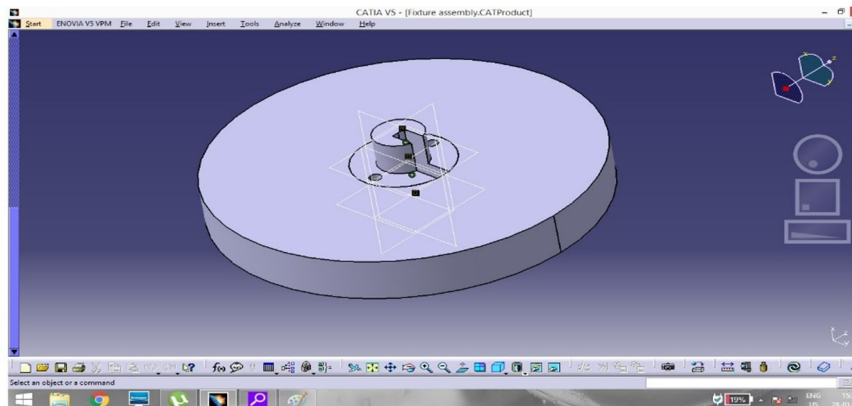 CATIA V5 - [Fixture assembly.CATProduct]
Start ENOVIA V5 VPM File Edit View Insert Tools Analyze Window Help
Select an object or a command
19%
ENG
US